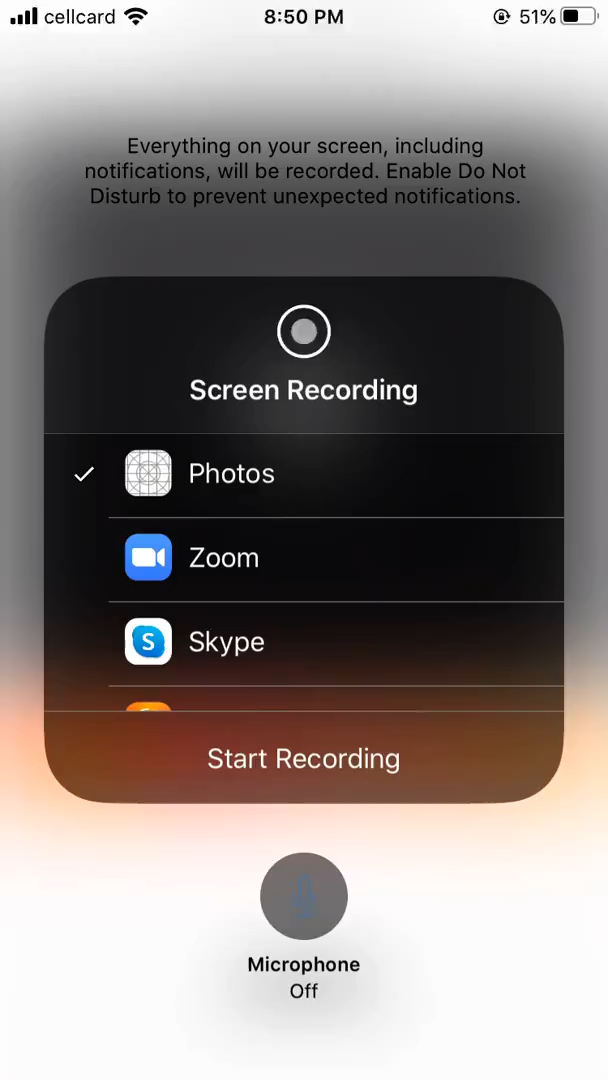 cellcard
8:50 PM
51%
Everything on your screen, including
notifications, will be recorded. Enable Do Not
Disturb to prevent unexpected notifications.
Screen Recording
Photos
Zoom
S
Skype
Start Recording
Microphone
Off